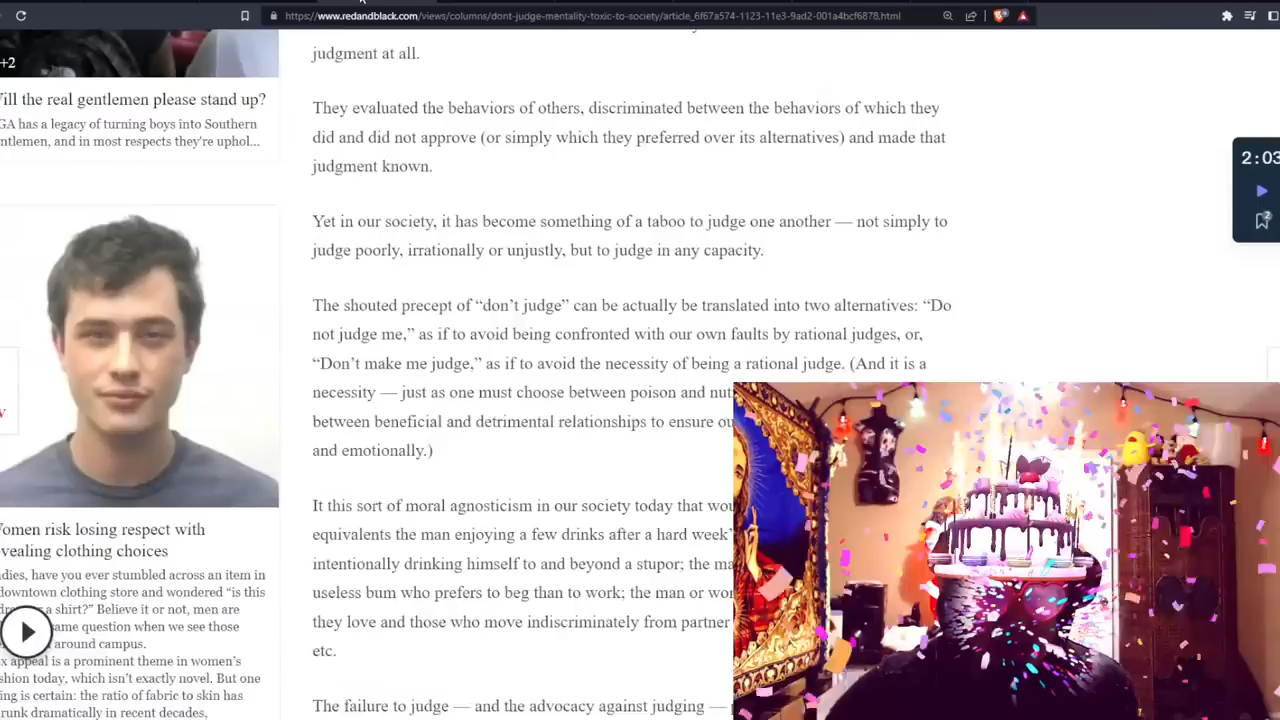 https://www.redandblack.com/views/columns/dont-judge-mentality-toxic-to-society/article_6f67a574-1123-11e3-9ad2-001a4bcf6878.html
+2
ill the real gentlemen please stand up?
GA has a legacy of turning boys into Southern
ntlemen, and in most respects they're uphol...
omen risk losing respect with
vealing clothing choices
dies, have you ever stumbled across an item in
downtown clothing store and wondered "is this
a shirt?" Believe it or not, men are
ame question when we see those
around campus.
x appeal is a prominent theme in women's
shion today, which isn't exactly novel. But one
ing is certain: the ratio of fabric to skin has
runk dramatically in recent decades,
judgment at all.
They evaluated the behaviors of others, discriminated between the behaviors of which they
did and did not approve (or simply which they preferred over its alternatives) and made that
judgment known.
Yet in our society, it has become something of a taboo to judge one another — not simply to
judge poorly, irrationally or unjustly, but to judge in any capacity.
The shouted precept of “don’t judge” can be actually be translated into two alternatives: “Do
not judge me,” as if to avoid being confronted with our own faults by rational judges, or,
“Don’t make me judge,” as if to avoid the necessity of being a rational judge. (And it is a
necessity — just as one must choose between poison and nut
between beneficial and detrimental relationships to ensure ou
and emotionally.)
It this sort of moral agnosticism in our society today that wou
equivalents the man enjoying a few drinks after a hard week’
intentionally drinking himself to and beyond a stupor; the ma
useless bum who prefers to beg than to work; the man or wo
they love and those who move indiscriminately from partner
etc.
The failure to judge — and the advocacy against judging —
2:03
2